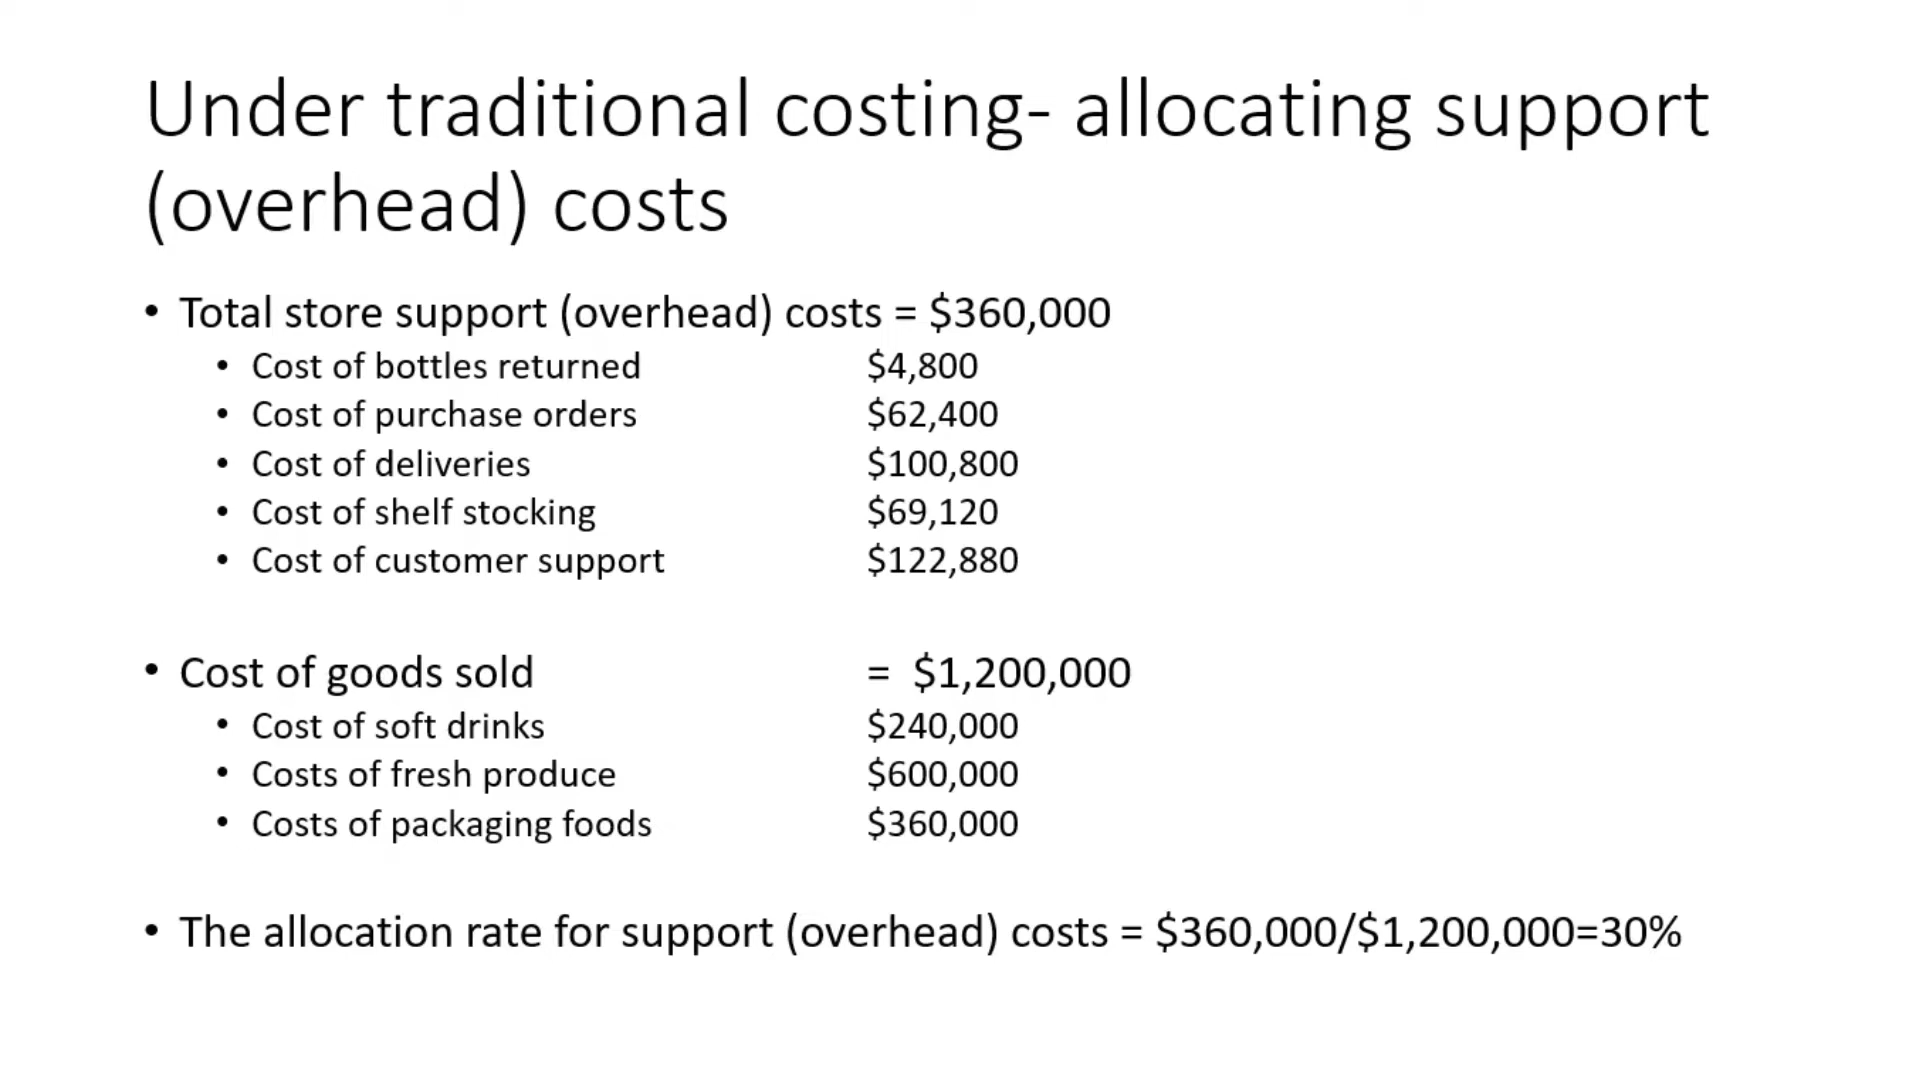 Under traditional costing- allocating support
(overhead) costs
• Total store support (overhead) costs = $360,000
• Cost of bottles returned $4,800
• Cost of purchase orders $62,400
• Cost of deliveries $100,800
• Cost of shelf stocking $69,120
• Cost of customer support $122,880
• Cost of goods sold = $1,200,000
• Cost of soft drinks $240,000
• Costs of fresh produce $600,000
• Costs of packaging foods $360,000
• The allocation rate for support (overhead) costs = $360,000/$1,200,000=30%